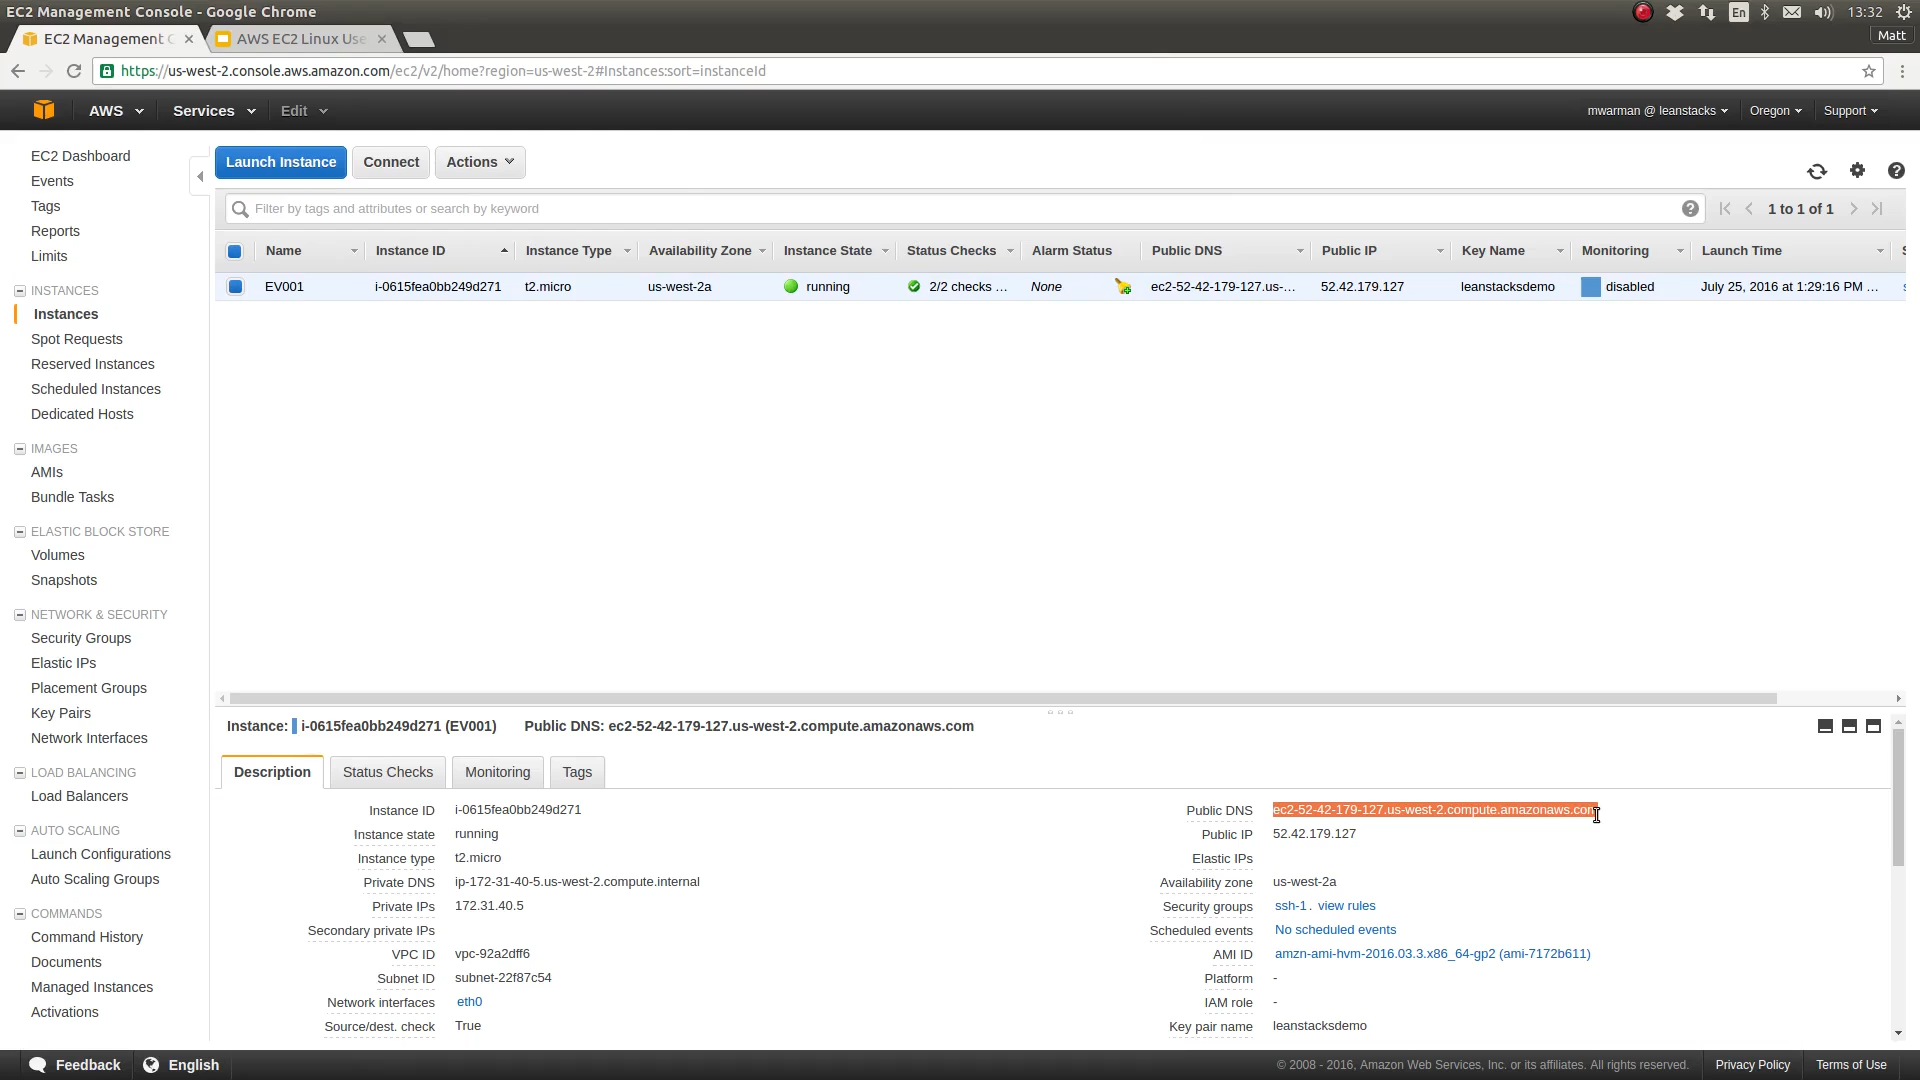 EC2 Management Console - Google Chrome
En
13:32
EC2 Management C
AWS EC2 Linux Use
Matt
https://us-west-2.console.aws.amazon.com/ec2/v2/home?region=us-west-2#Instances:sort=instanceId
AWS
Services
Edit
mwarman @ leanstacks
Oregon
Support
EC2 Dashboard
Events
Tags
Reports
Limits
INSTANCES
Instances
Spot Requests
Reserved Instances
Scheduled Instances
Dedicated Hosts
IMAGES
AMIs
Bundle Tasks
ELASTIC BLOCK STORE
Volumes
Snapshots
NETWORK & SECURITY
Security Groups
Elastic IPs
Placement Groups
Key Pairs
Network Interfaces
LOAD BALANCING
Load Balancers
AUTO SCALING
Launch Configurations
Auto Scaling Groups
COMMANDS
Command History
Documents
Managed Instances
Activations
Launch Instance
Connect
Actions
Filter by tags and attributes or search by keyword
1 to 1 of 1
Name Instance ID Instance Type Availability Zone Instance State Status Checks Alarm Status Public DNS Public IP Key Name Monitoring Launch Time
EV001 i-0615fea0bb249d271 t2.micro us-west-2a running 2/2 checks ... None ec2-52-42-179-127.us-... 52.42.179.127 leanstacksdemo disabled July 25, 2016 at 1:29:16 PM ...
Instance: i-0615fea0bb249d271 (EV001) Public DNS: ec2-52-42-179-127.us-west-2.compute.amazonaws.com
Description
Status Checks
Monitoring
Tags
Instance ID i-0615fea0bb249d271
Instance state running
Instance type t2.micro
Private DNS ip-172-31-40-5.us-west-2.compute.internal
Private IPs 172.31.40.5
Secondary private IPs
VPC ID vpc-92a2dff6
Subnet ID subnet-22f87c54
Network interfaces eth0
Source/dest. check True
Public DNS ec2-52-42-179-127.us-west-2.compute.amazonaws.com
Public IP 52.42.179.127
Elastic IPs
Availability zone us-west-2a
Security groups ssh-1. view rules
Scheduled events No scheduled events
AMI ID amzn-ami-hvm-2016.03.3.x86_64-gp2 (ami-7172b611)
Platform -
IAM role -
Key pair name leanstacksdemo
Feedback
English
© 2008 - 2016, Amazon Web Services, Inc. or its affiliates. All rights reserved.
Privacy Policy
Terms of Use